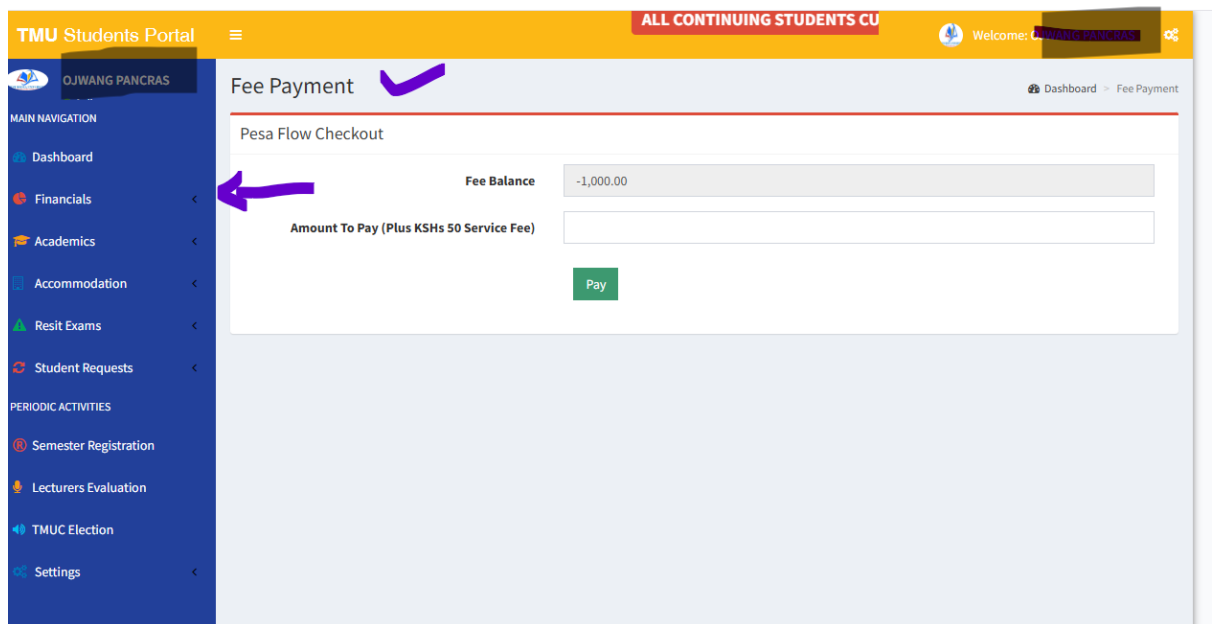 TMU Students Portal
ALL CONTINUING STUDENTS CU
Welcome:
OJWANG PANCRAS
Fee Payment
Dashboard > Fee Payment
MAIN NAVIGATION
Pesa Flow Checkout
Dashboard
Fee Balance
-1,000.00
Financials
Amount To Pay (Plus KSHs 50 Service Fee)
Academics
Pay
Accommodation
Resit Exams
Student Requests
PERIODIC ACTIVITIES
Semester Registration
Lecturers Evaluation
TMUC Election
Settings